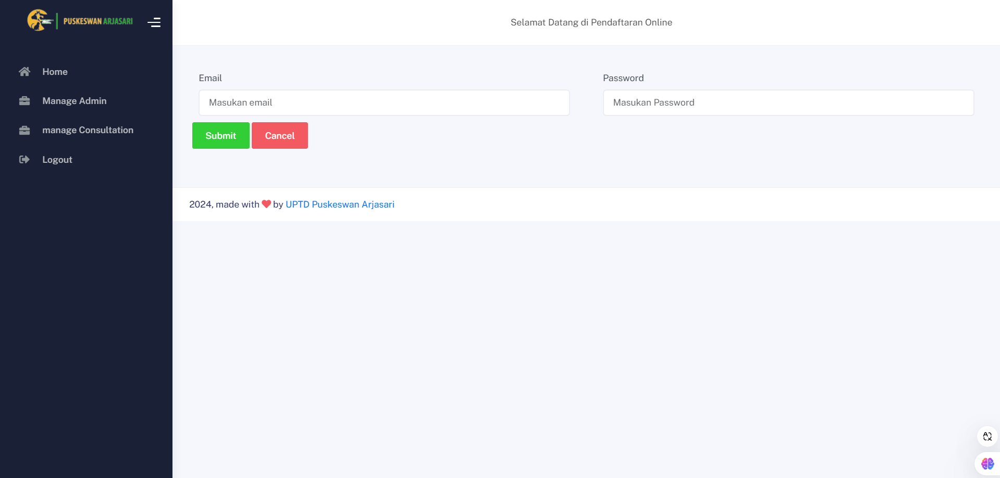 PUSKESWAN ARJASARI
Selamat Datang di Pendaftaran Online
Home
Manage Admin
manage Consultation
Logout
Email
Password
Masukan email
Masukan Password
Submit
Cancel
2024, made with by UPTD Puskeswan Arjasari